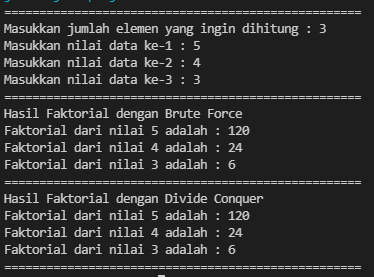 ==================================================
Masukkan jumlah elemen yang ingin dihitung : 3
Masukkan nilai data ke-1 : 5
Masukkan nilai data ke-2 : 4
Masukkan nilai data ke-3 : 3
==================================================
Hasil Faktorial dengan Brute Force
Faktorial dari nilai 5 adalah : 120
Faktorial dari nilai 4 adalah : 24
Faktorial dari nilai 3 adalah : 6
==================================================
Hasil Faktorial dengan Divide Conquer
Faktorial dari nilai 5 adalah : 120
Faktorial dari nilai 4 adalah : 24
Faktorial dari nilai 3 adalah : 6
==================================================